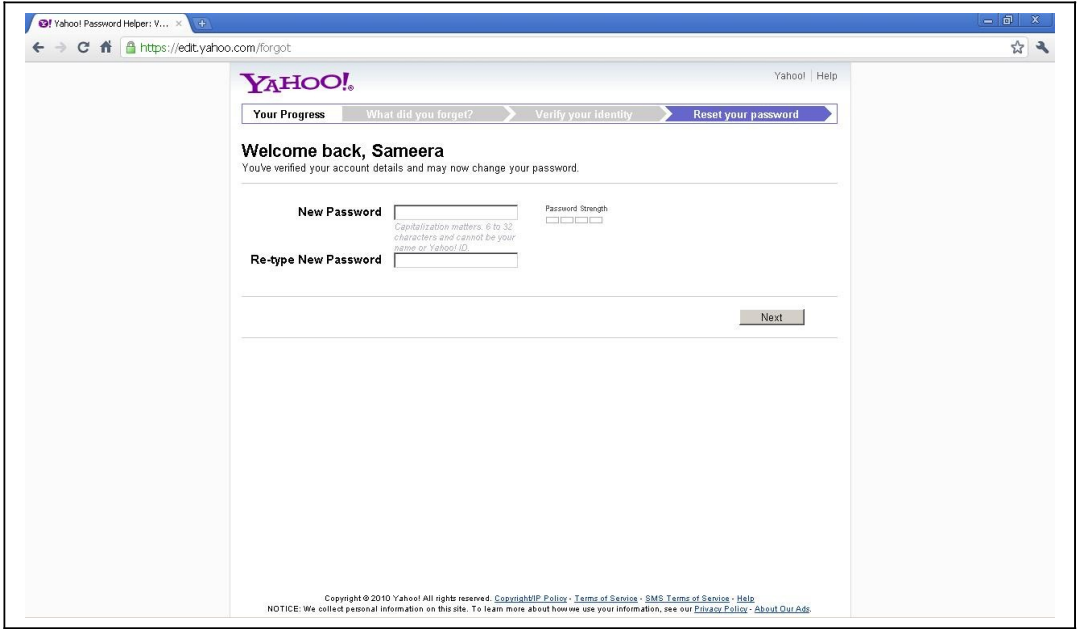 Yahoo! Password Helper: V...
https://edit.yahoo.com/forgot
YAHOO!®
Yahoo! | Help
Your Progress What did you forget? Verify your identity Reset your password
Welcome back, Sameera
You've verified your account details and may now change your password.
New Password
Password Strength
Capitalization matters. 6 to 32
characters and cannot be your
name or Yahoo! ID.
Re-type New Password
Next
Copyright © 2010 Yahoo! All rights reserved. Copyright/IP Policy - Terms of Service - SMS Terms of Service - Help
NOTICE: We collect personal information on this site. To learn more about how we use your information, see our Privacy Policy - About Our Ads.